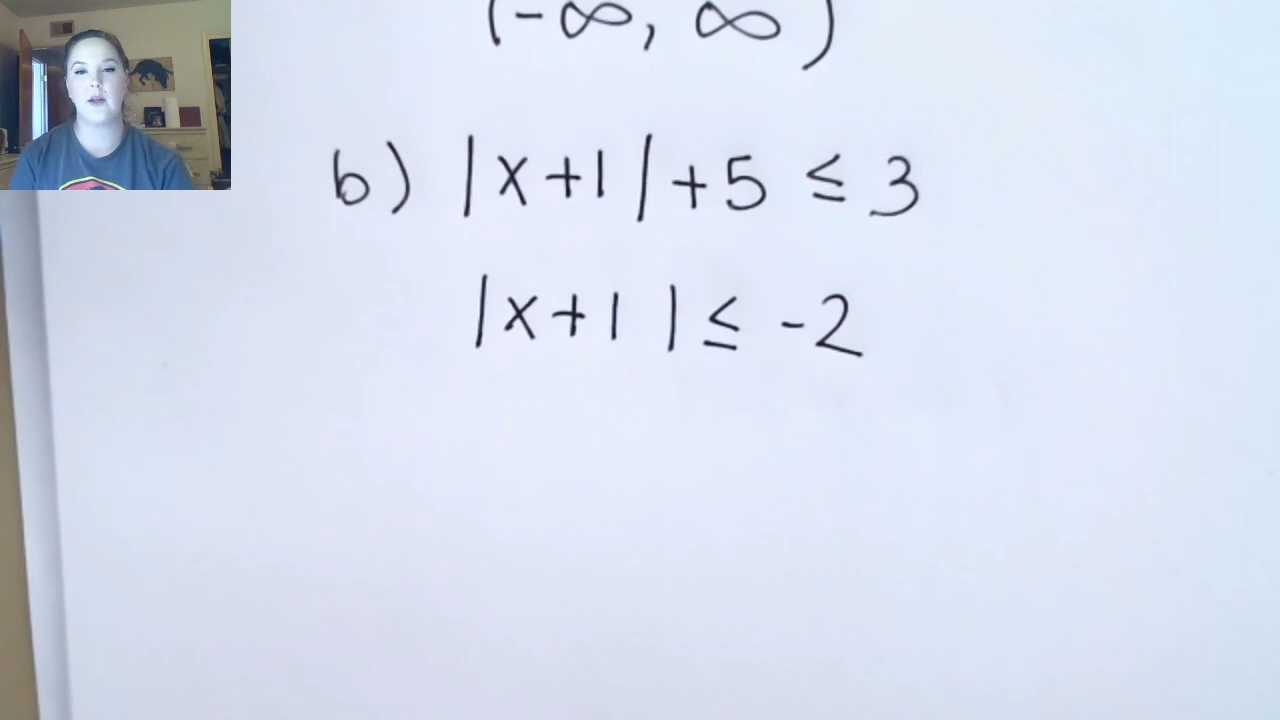 (-∞, ∞)
b) |x+1|+5 ≤ 3
|x+1| ≤ -2